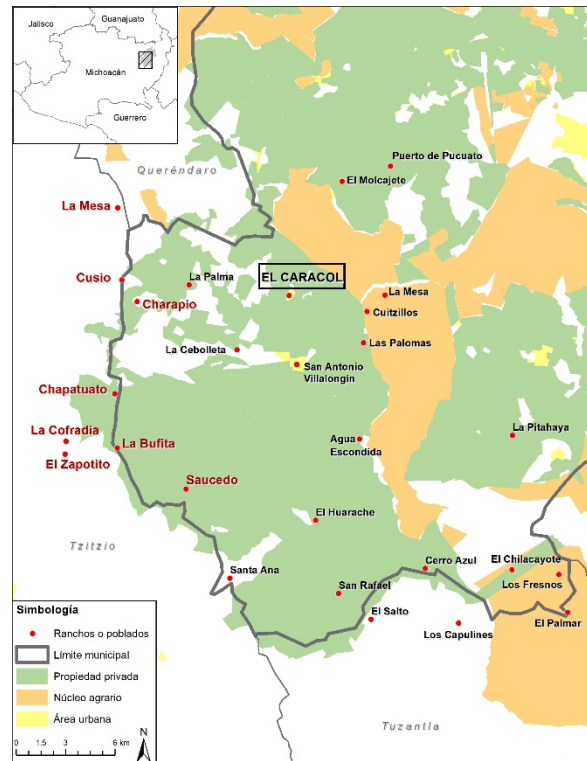 Jalisco
Guanajuato
Michoacán
Guerrero
Queréndaro
Puerto de Pucuato
El Molcajete
La Mesa
Cusio
La Palma
EL CARACOL
La Mesa
Charapio
Cuitzillos
La Cebolleta
Las Palomas
San Antonio
Villalongin
Chapatuato
La Cofradia
La Bufita
Agua
Escondida
La Pitahaya
El Zapotito
Saucedo
El Huarache
Tzitzio
Santa Ana
Cerro Azul
El Chilacayote
Los Fresnos
San Rafael
El Salto
Los Capulines
El Palmar
Tuzantla
Simbología
Ranchos o poblados
Límite municipal
Propiedad privada
Núcleo agrario
Área urbana
0 1.5 3 6 km
N